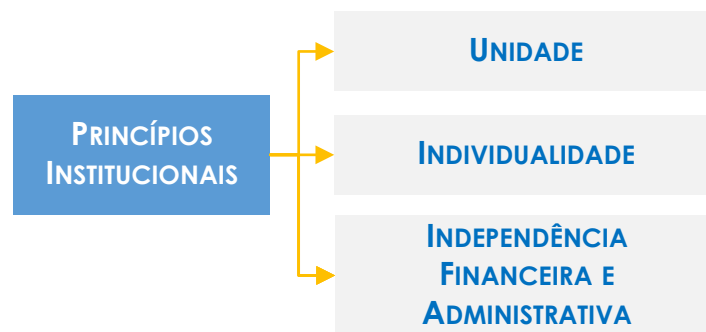 PRINCÍPIOS
INSTITUCIONAIS
UNIDADE
INDIVIDUALIDADE
INDEPENDÊNCIA
FINANCEIRA E
ADMINISTRATIVA